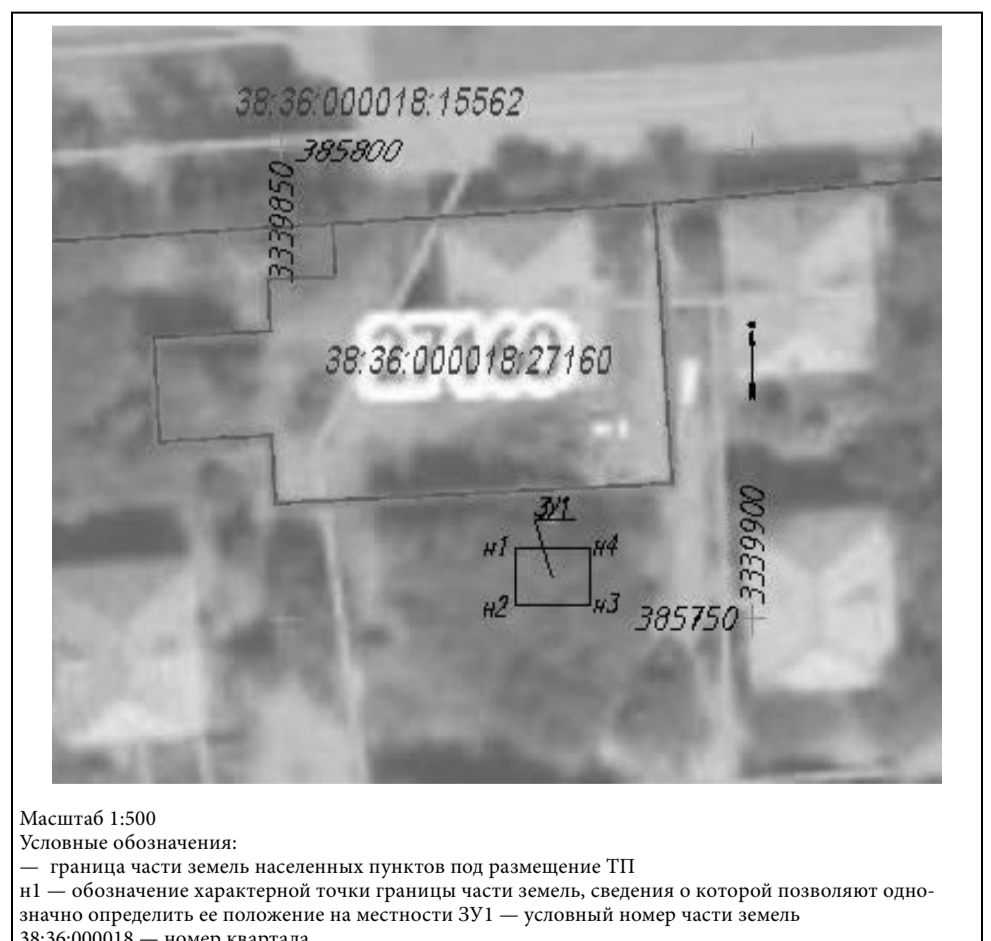 38:36:000018:15562
385800
3339850
27162
38:36:000018:27160
ЗУ1
н1
н4
н2
н3
3339900
385750
Масштаб 1:500
Условные обозначения:
— граница части земель населенных пунктов под размещение ТП
н1 — обозначение характерной точки границы части земель, сведения о которой позволяют одно-
значно определить ее положение на местности ЗУ1 — условный номер части земель
38:36:000018 — номер квартала